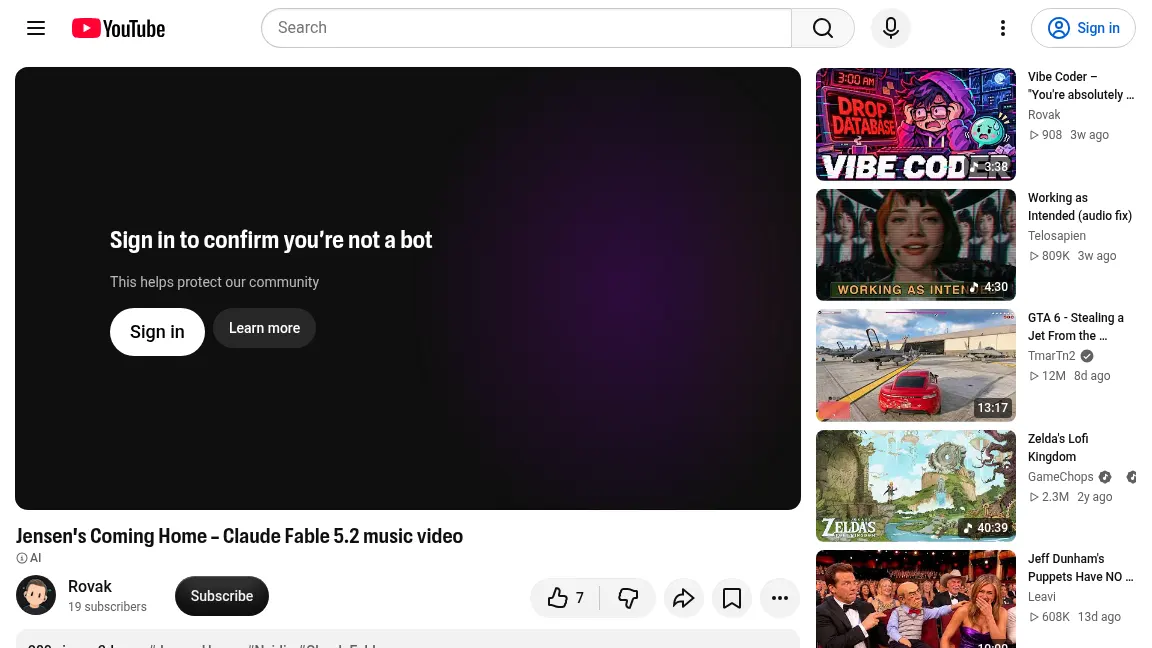 YouTube
Search
Sign in
Sign in to confirm you're not a bot
This helps protect our community
Sign in
Learn more
Jensen's Coming Home – Claude Fable 5.2 music video
AI
Rovak
19 subscribers
Subscribe
7
3:00 AM
DROP
DATABASE
VIBE CODER
3:38
Vibe Coder –
"You're absolutely ...
Rovak
908 3w ago
WORKING AS INTENDED
4:30
Working as
Intended (audio fix)
Telosapien
809K 3w ago
13:17
GTA 6 - Stealing a
Jet From the ...
TmarTn2
12M 8d ago
ZELDA'S
40:39
Zelda's Lofi
Kingdom
GameChops
2.3M 2y ago
Jeff Dunham's
Puppets Have NO ...
Leavi
608K 13d ago